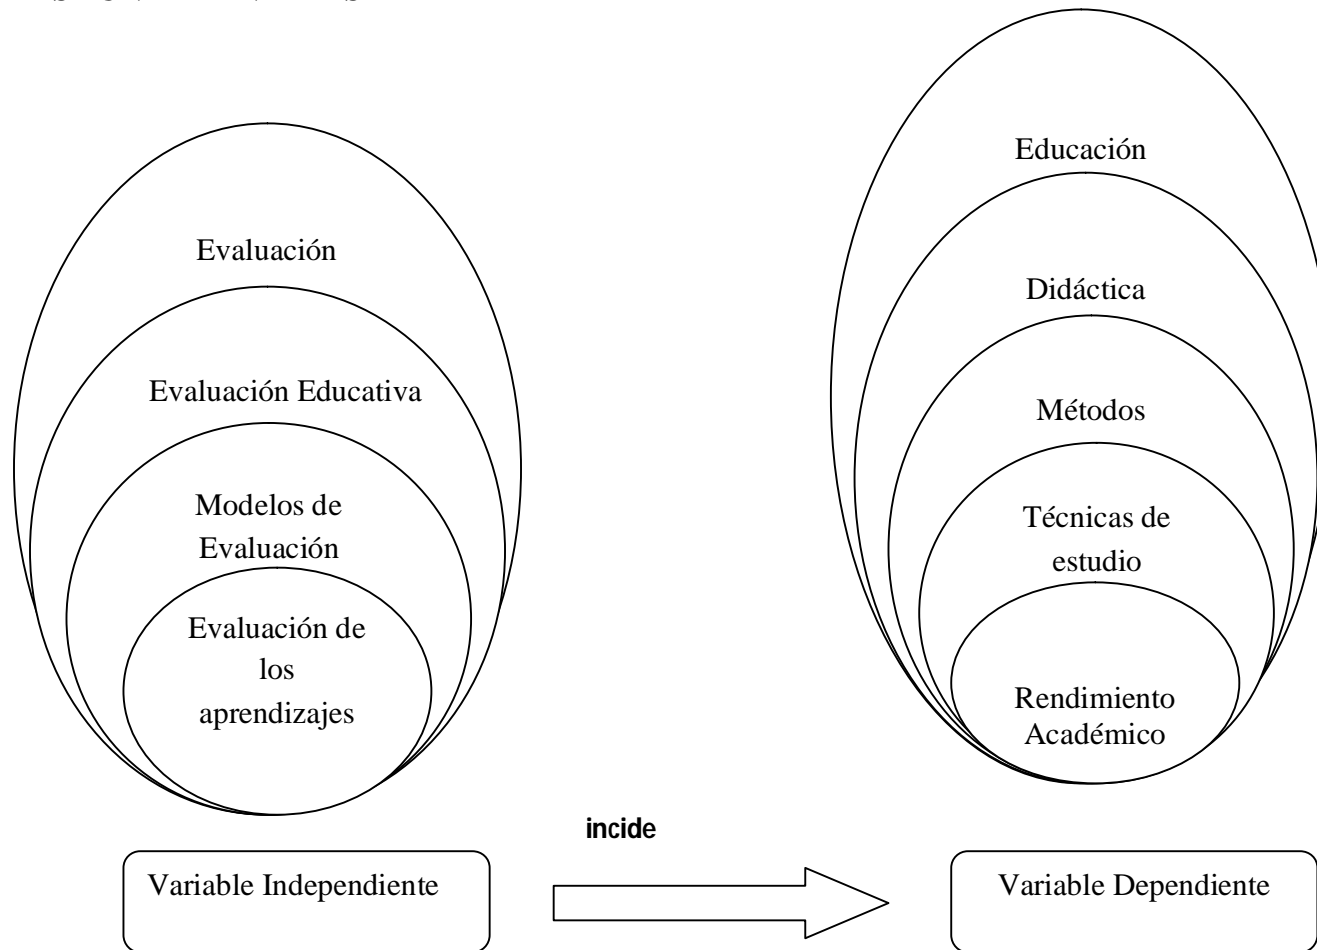 Evaluación
Evaluación Educativa
Modelos de
Evaluación
Evaluación de
los
aprendizajes
Educación
Didáctica
Métodos
Técnicas de
estudio
Rendimiento
Académico
incide
Variable Independiente
Variable Dependiente